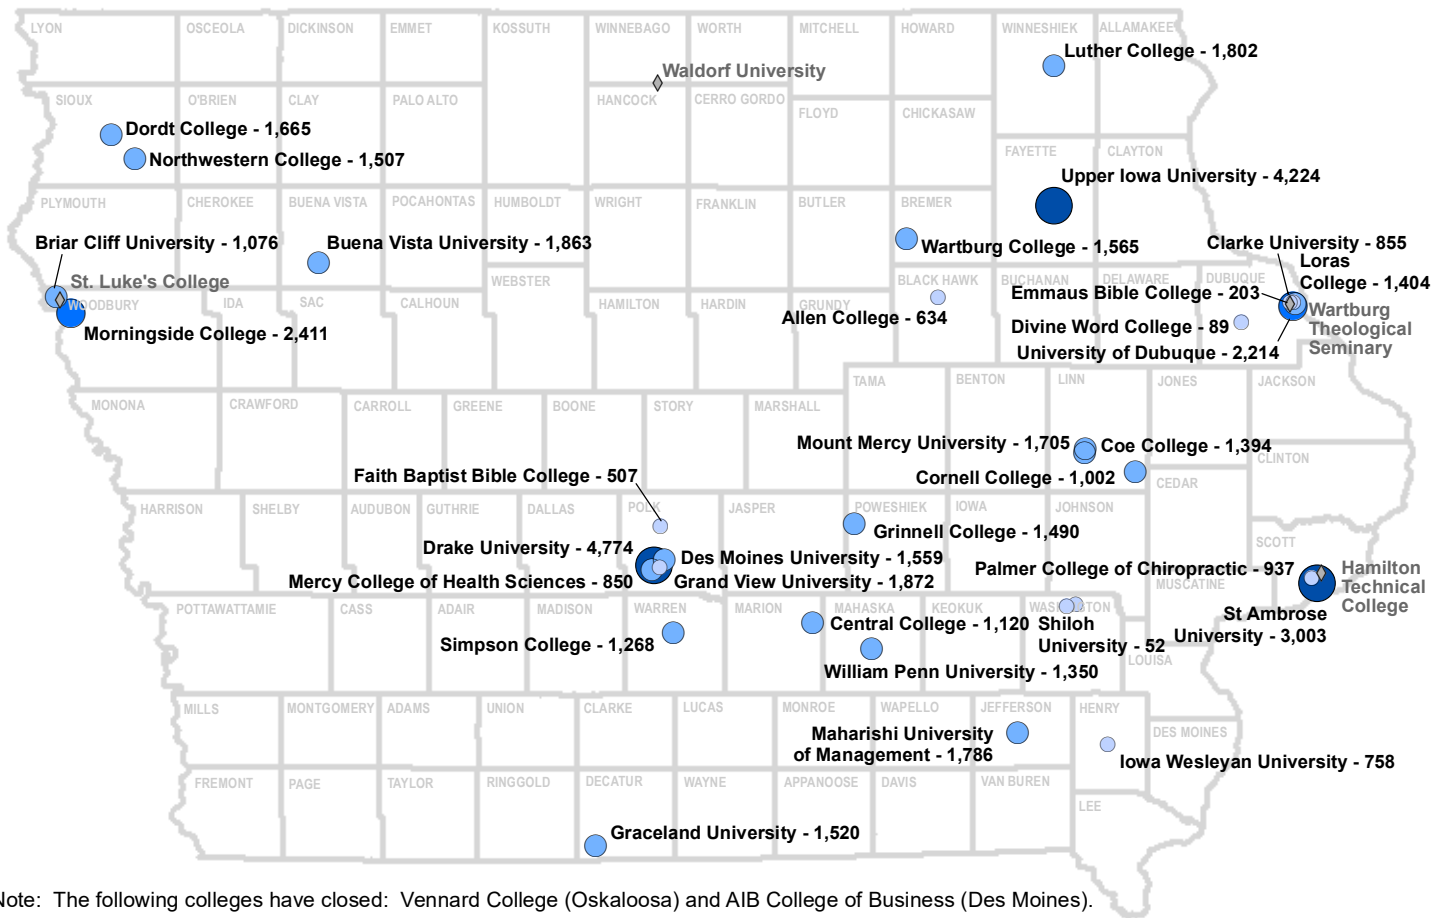 LYON
OSCEOLA
DICKINSON
EMMET
KOSSUTH
WINNEBAGO
WORTH
MITCHELL
HOWARD
WINNESHIEK
ALLAMAKEE
Luther College - 1,802
Waldorf University
SIOUX
O'BRIEN
CLAY
PALO ALTO
HANCOCK
CERRO GORDO
FLOYD
CHICKASAW
Dordt College - 1,665
Northwestern College - 1,507
FAYETTE
CLAYTON
Upper Iowa University - 4,224
PLYMOUTH
CHEROKEE
BUENA VISTA
POCAHONTAS
HUMBOLDT
WRIGHT
FRANKLIN
BUTLER
BREMER
Briar Cliff University - 1,076
Buena Vista University - 1,863
Wartburg College - 1,565
Clarke University - 855
Loras
College - 1,404
St. Luke's College
WEBSTER
BLACK HAWK
BUCHANAN
DELAWARE
DUBUQUE
Emmaus Bible College - 203
WOODBURY
IDA
SAC
CALHOUN
HAMILTON
HARDIN
GRUNDY
Allen College - 634
Divine Word College - 89
Wartburg
Theological
Seminary
Morningside College - 2,411
University of Dubuque - 2,214
TAMA
BENTON
LINN
JONES
JACKSON
MONONA
CRAWFORD
CARROLL
GREENE
BOONE
STORY
MARSHALL
Mount Mercy University - 1,705
Coe College - 1,394
CLINTON
Faith Baptist Bible College - 507
Cornell College - 1,002
CEDAR
HARRISON
SHELBY
AUDUBON
GUTHRIE
DALLAS
POLK
JASPER
POWESHIEK
IOWA
JOHNSON
Grinnell College - 1,490
SCOTT
Drake University - 4,774
Des Moines University - 1,559
Palmer College of Chiropractic - 937
Hamilton
Technical
College
Mercy College of Health Sciences - 850
Grand View University - 1,872
MUSCATINE
POTTAWATTAMIE
CASS
ADAIR
MADISON
WARREN
MARION
MAHASKA
KEOKUK
WASHINGTON
St Ambrose
University - 3,003
Central College - 1,120
Shiloh
University - 52
Simpson College - 1,268
LOUISA
William Penn University - 1,350
MILLS
MONTGOMERY
ADAMS
UNION
CLARKE
LUCAS
MONROE
WAPELLO
JEFFERSON
HENRY
DES MOINES
Maharishi University
of Management - 1,786
Iowa Wesleyan University - 758
FREMONT
PAGE
TAYLOR
RINGGOLD
DECATUR
WAYNE
APPANOOSE
DAVIS
VAN BUREN
LEE
Graceland University - 1,520
Note: The following colleges have closed: Vennard College (Oskaloosa) and AIB College of Business (Des Moines).